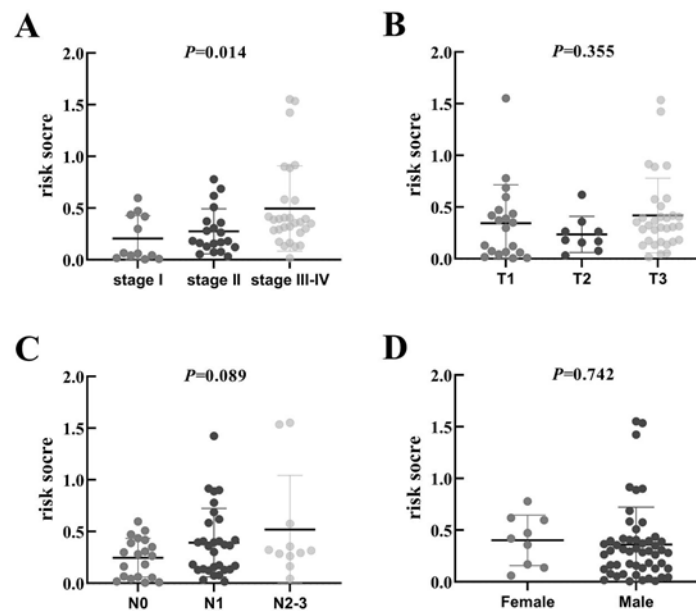 A
P=0.014
risk socre
2.0
1.5
1.0
0.5
0.0
stage I stage II stage III-IV
B
P=0.355
risk socre
2.0
1.5
1.0
0.5
0.0
T1 T2 T3
C
P=0.089
risk socre
2.0
1.5
1.0
0.5
0.0
N0 N1 N2-3
D
P=0.742
risk socre
2.0
1.5
1.0
0.5
0.0
Female Male